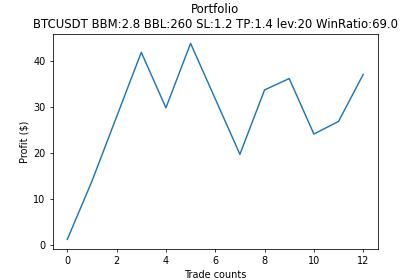 Portfolio
BTCUSDT BBM:2.8 BBL:260 SL:1.2 TP:1.4 lev:20 WinRatio:69.0
Profit ($)
40
30
20
10
0
0 2 4 6 8 10 12
Trade counts